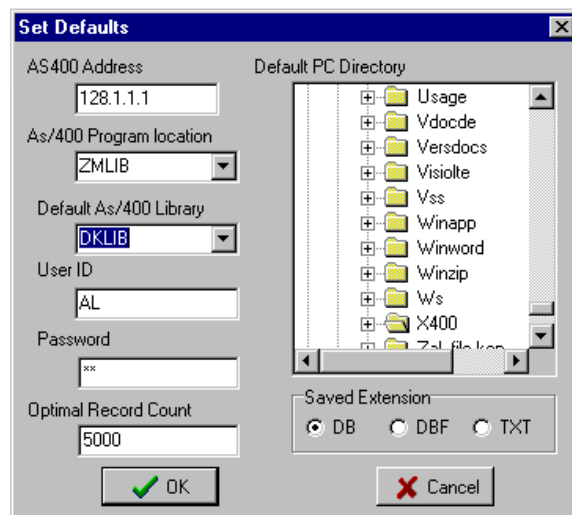 Set Defaults
AS400 Address
128.1.1.1
As/400 Program location
ZMLIB
Default As/400 Library
DKLIB
User ID
AL
Password
**
Optimal Record Count
5000
OK
Default PC Directory
Usage
Vdocde
Versdocs
Visiolte
Vss
Winapp
Winword
Winzip
Ws
X400
Saved Extension
DB DBF TXT
Cancel